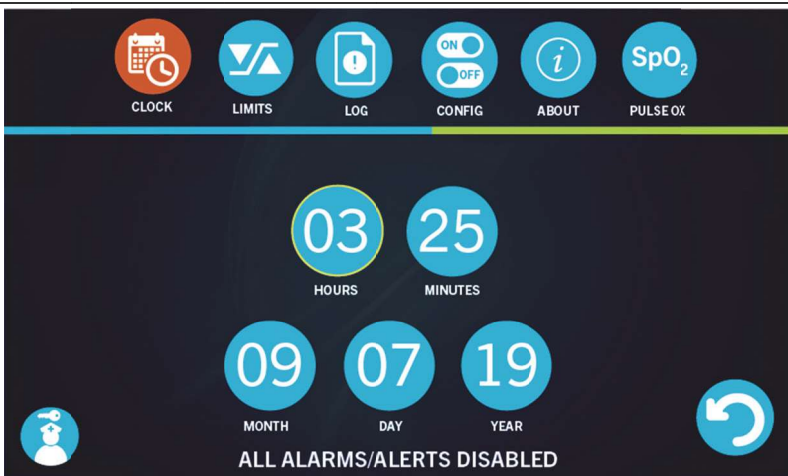 ON
OFF
i
SpO₂
CLOCK LIMITS LOG CONFIG ABOUT PULSE OX
03 25
HOURS MINUTES
09 07 19
MONTH DAY YEAR
ALL ALARMS/ALERTS DISABLED